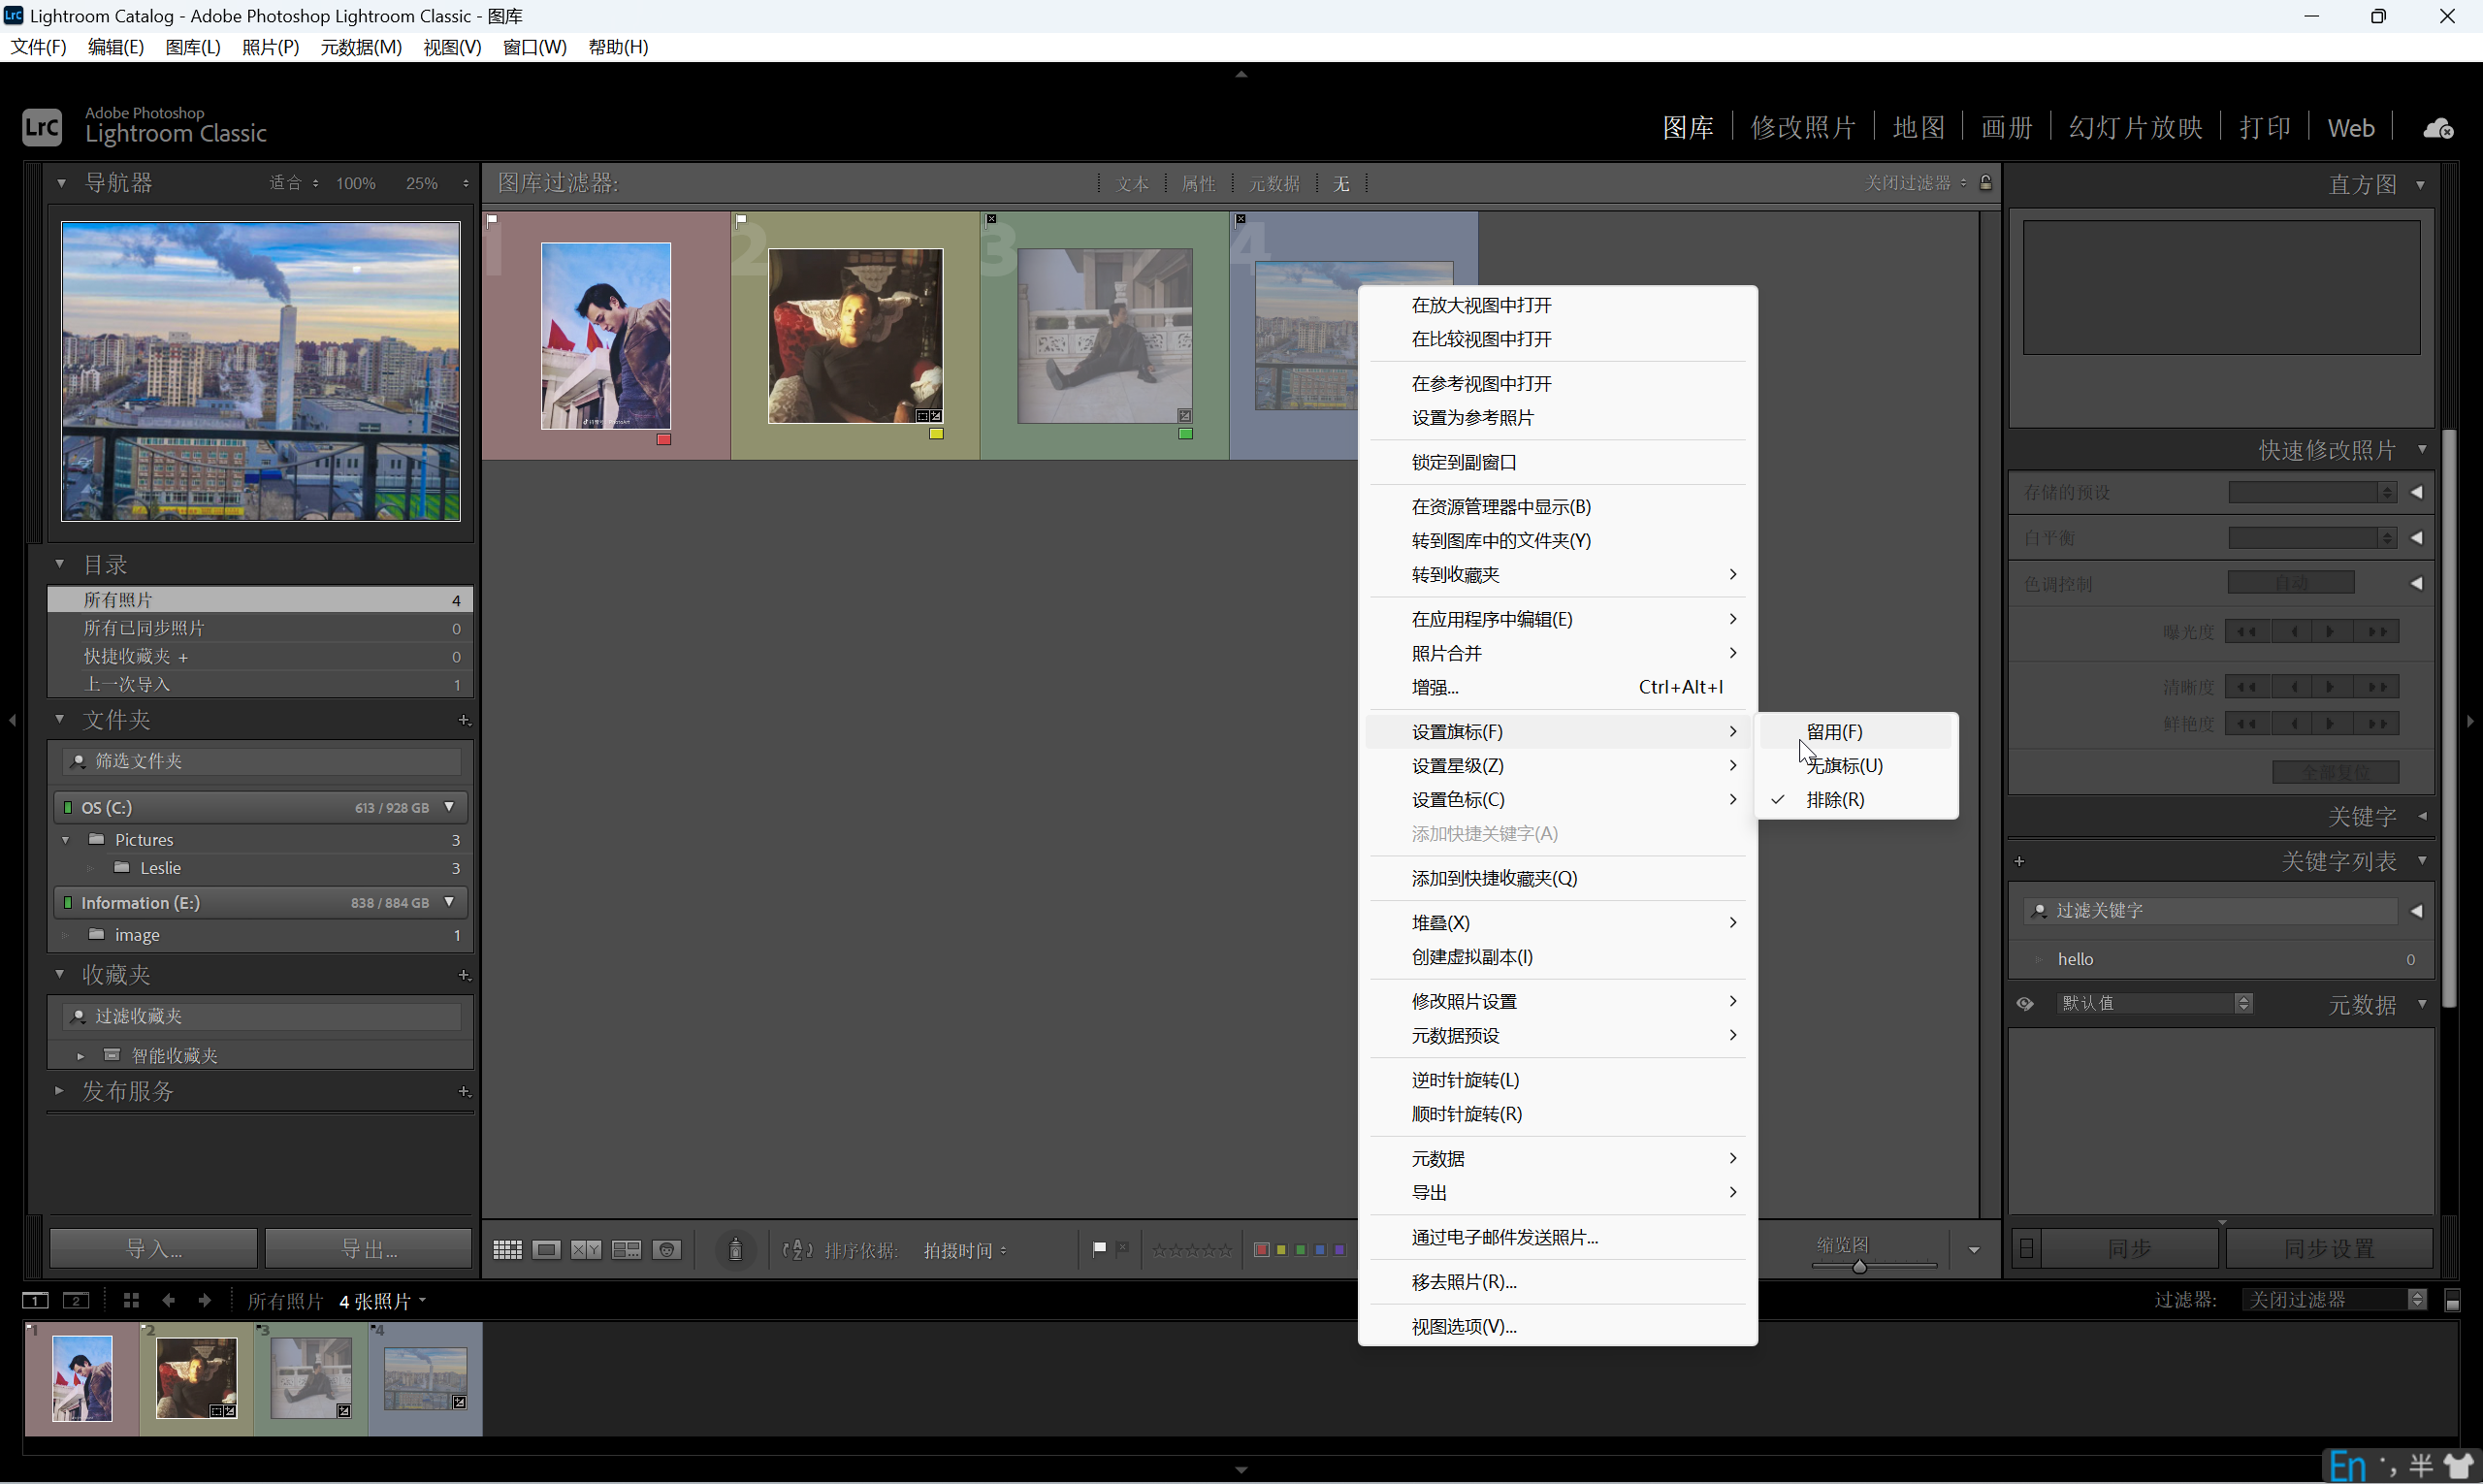 Lightroom Catalog - Adobe Photoshop Lightroom Classic - 图库
文件(F) 编辑(E) 图库(L) 照片(P) 元数据(M) 视图(V) 窗口(W) 帮助(H)
LrC
Adobe Photoshop
Lightroom Classic
图库 修改照片 地图 画册 幻灯片放映 打印 Web
导航器 适合 100% 25%
图库过滤器: 文本 属性 元数据 无 关闭过滤器
直方图
1 2 3 4
目录
所有照片 4
所有已同步照片 0
快捷收藏夹 + 0
上一次导入 1
文件夹
筛选文件夹
OS (C:) 613 / 928 GB
Pictures 3
Leslie 3
Information (E:) 838 / 884 GB
image 1
收藏夹
过滤收藏夹
智能收藏夹
发布服务
导入... 导出...
在放大视图中打开
在比较视图中打开
在参考视图中打开
设置为参考照片
锁定到副窗口
在资源管理器中显示(B)
转到图库中的文件夹(Y)
转到收藏夹
在应用程序中编辑(E)
照片合并
增强... Ctrl+Alt+I
设置旗标(F)
设置星级(Z)
设置色标(C)
添加快捷关键字(A)
添加到快捷收藏夹(Q)
堆叠(X)
创建虚拟副本(I)
修改照片设置
元数据预设
逆时针旋转(L)
顺时针旋转(R)
元数据
导出
通过电子邮件发送照片...
移去照片(R)...
视图选项(V)...
留用(F)
无旗标(U)
排除(R)
快速修改照片
存储的预设
白平衡
色调控制 自动
曝光度
清晰度
鲜艳度
全部复位
关键字
关键字列表
过滤关键字
hello 0
默认值 元数据
X Y 排序依据: 拍摄时间 缩览图
同步 同步设置
1 2 所有照片 4 张照片 过滤器: 关闭过滤器
1 2 3 4
En 半